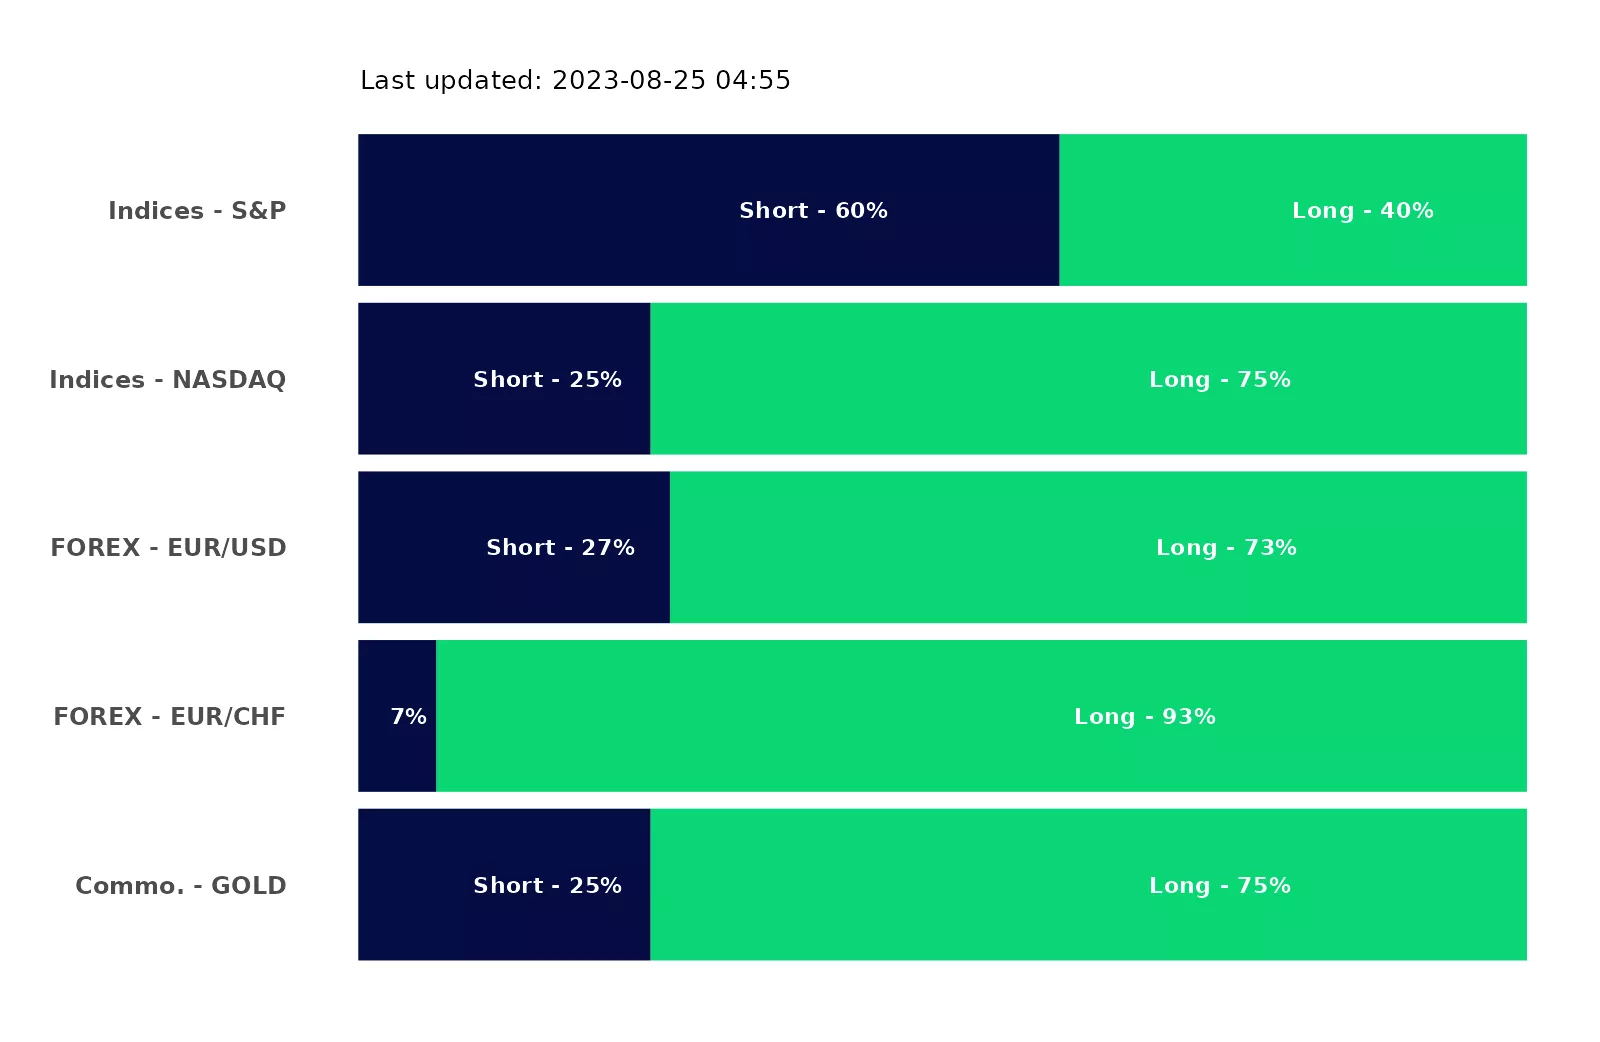 Last updated: 2023-08-25 04:55
Indices - S&P
Short - 60%
Long - 40%
Indices - NASDAQ
Short - 25%
Long - 75%
FOREX - EUR/USD
Short - 27%
Long - 73%
FOREX - EUR/CHF
7%
Long - 93%
Commo. - GOLD
Short - 25%
Long - 75%